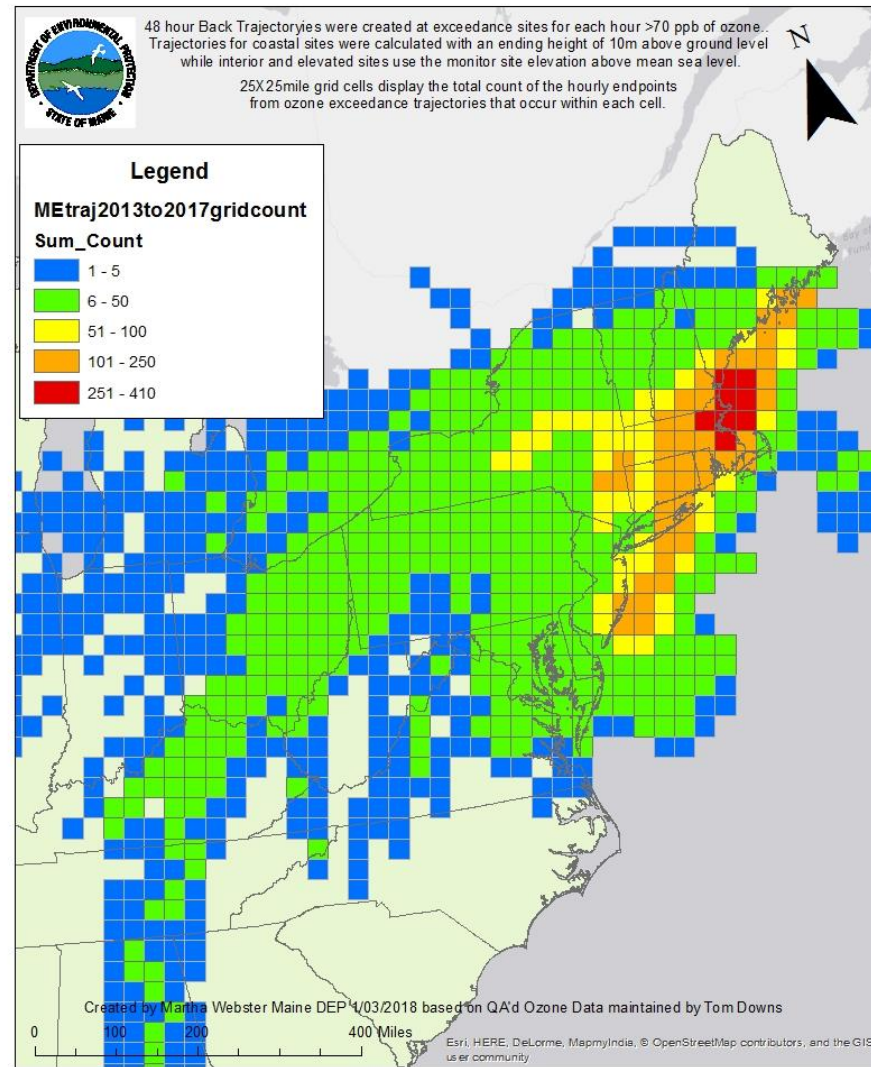 48 hour Back Trajectoryies were created at exceedance sites for each hour >70 ppb of ozone..
Trajectories for coastal sites were calculated with an ending height of 10m above ground level
while interior and elevated sites use the monitor site elevation above mean sea level.
25X25mile grid cells display the total count of the hourly endpoints
from ozone exceedance trajectories that occur within each cell.
DEPARTMENT OF ENVIRONMENTAL PROTECTION
STATE OF MAINE
N
Legend
MEtraj2013to2017gridcount
Sum_Count
1 - 5
6 - 50
51 - 100
101 - 250
251 - 410
Bay of
Created by Martha Webster Maine DEP 1/03/2018 based on QA'd Ozone Data maintained by Tom Downs
0 100 200 400 Miles
Esri, HERE, DeLorme, MapmyIndia, © OpenStreetMap contributors, and the GIS
user community